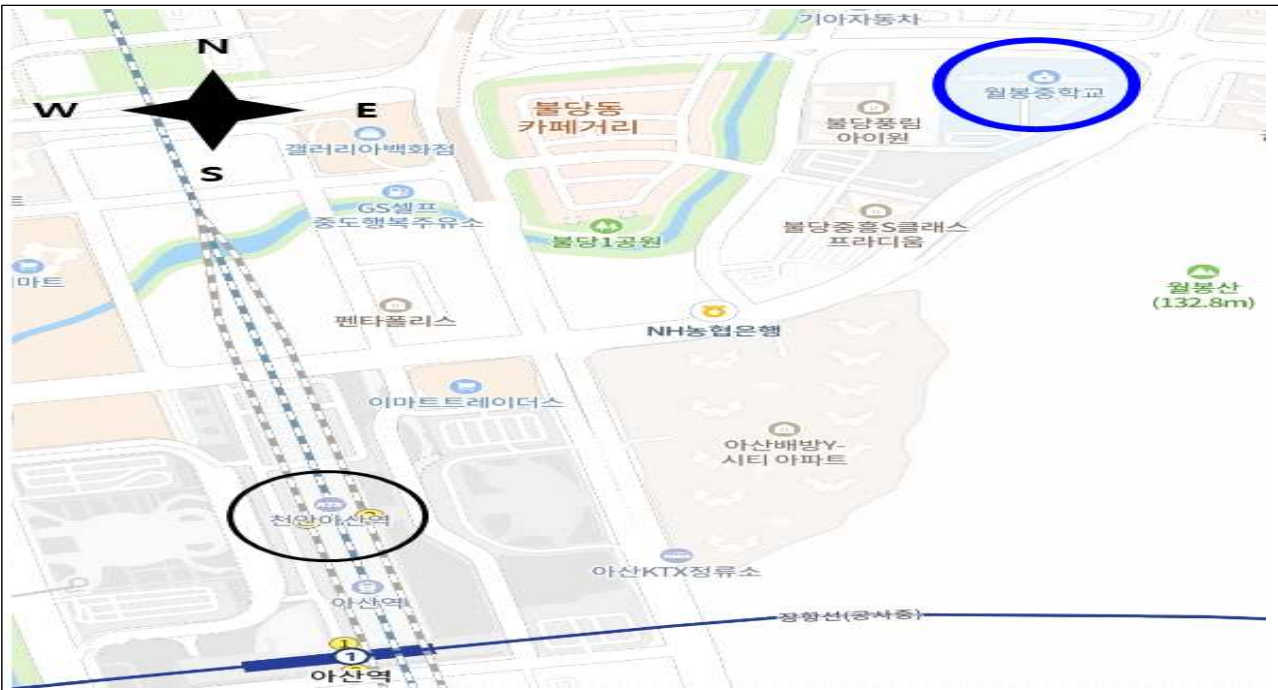 기아자동차
N
W
E
S
월봉중학교
불당동
카페거리
불당풍림
아이원
갤러리아백화점
GS셀프
중도행복주유소
불당1공원
불당중흥S클래스
프라디움
마트
월봉산
(132.8m)
펜타폴리스
NH농협은행
이마트트레이더스
아산배방Y-
시티 아파트
천안아산역
아산KTX정류소
아산역
장항선(공사중)
1
1
아산역